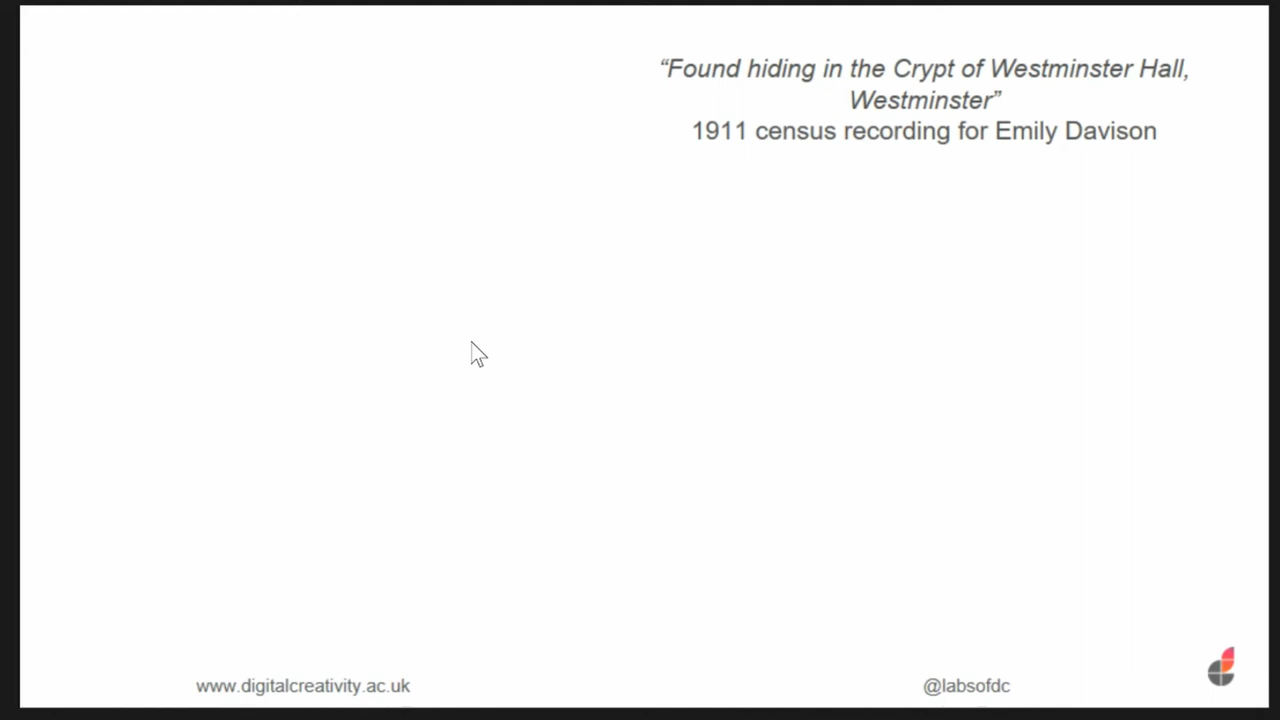 “Found hiding in the Crypt of Westminster Hall,
Westminster”
1911 census recording for Emily Davison
www.digitalcreativity.ac.uk
@labsofdc